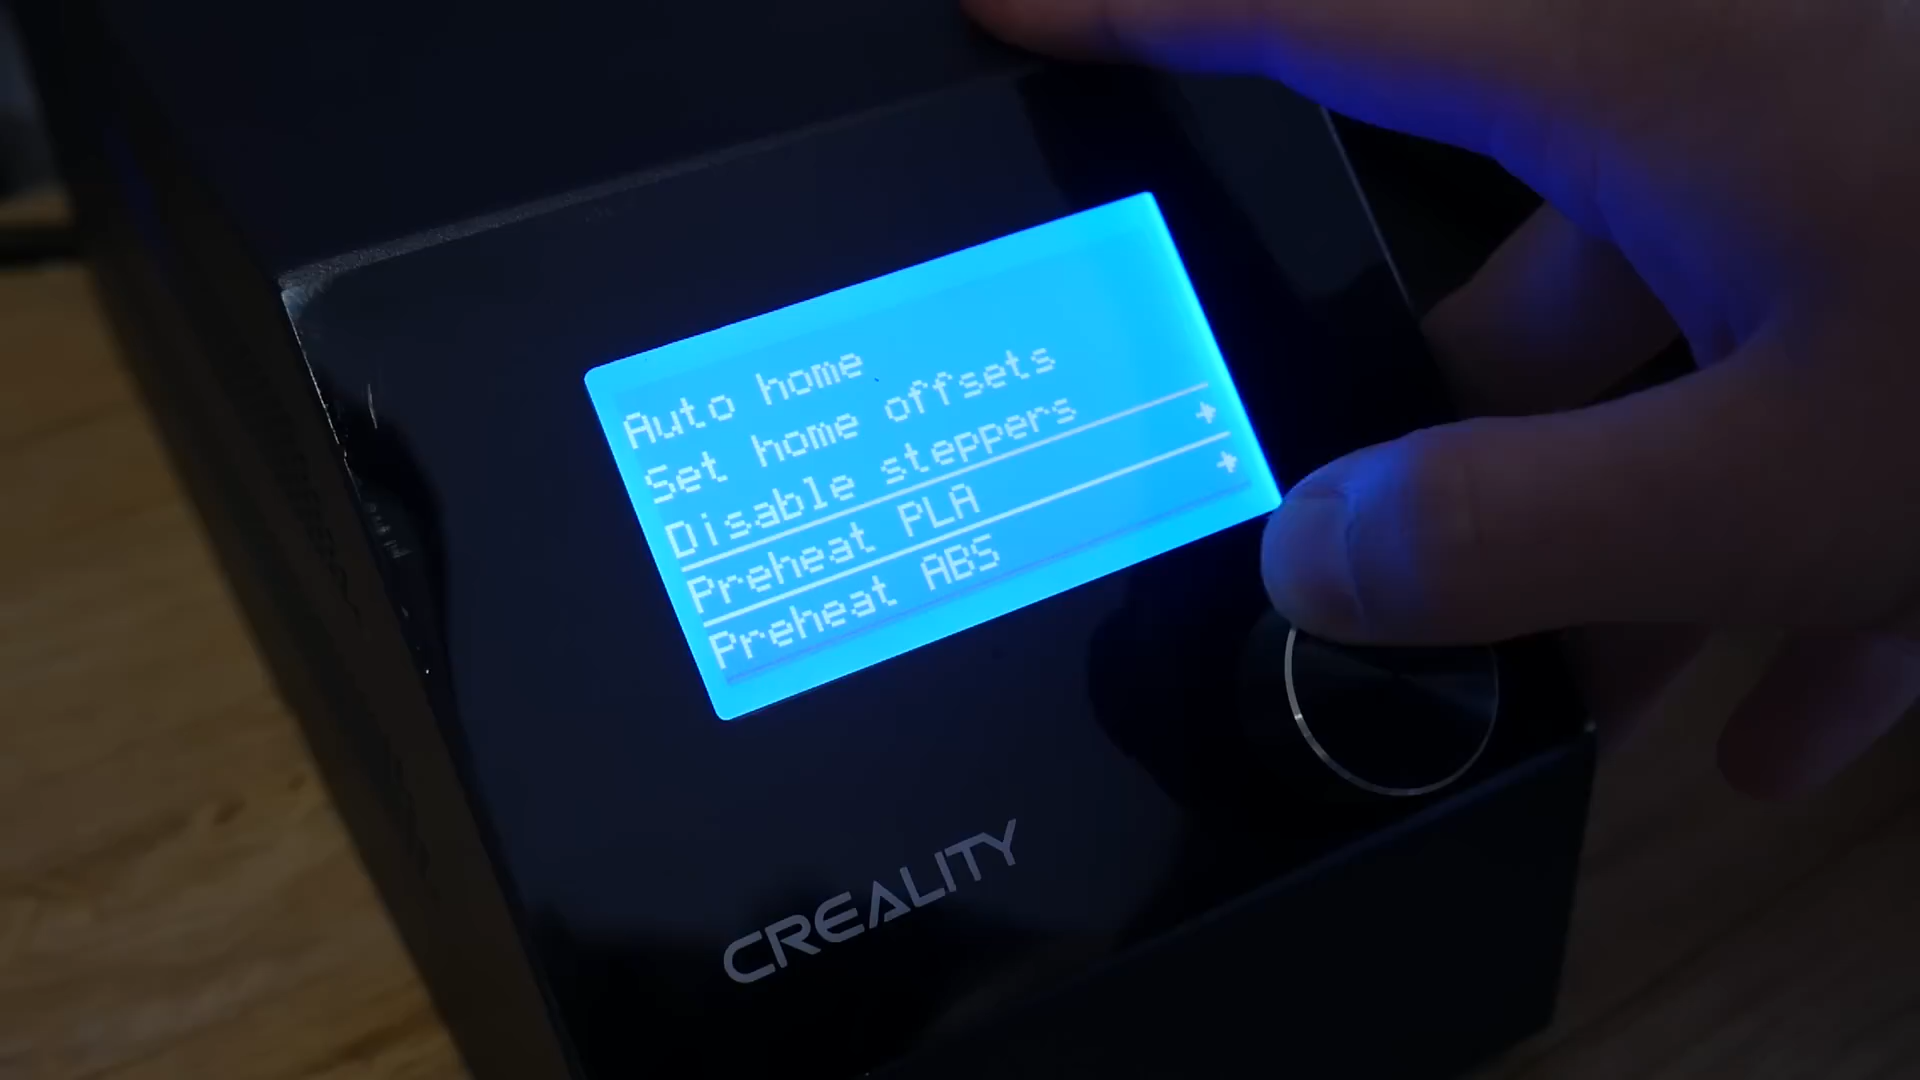 Auto home
Set home offsets
Disable steppers
Preheat PLA
Preheat ABS
CREALITY